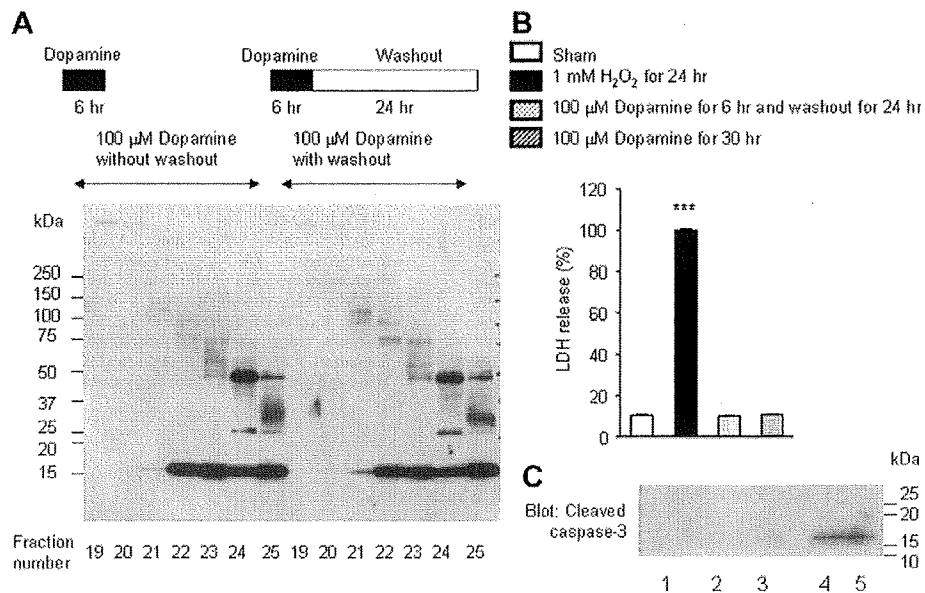 A
Dopamine
6 hr
Dopamine Washout
6 hr 24 hr
100 µM Dopamine
without washout
100 µM Dopamine
with washout
kDa
250
150
100
75
50
37
25
20
15
Fraction
number
19 20 21 22 23 24 25 19 20 21 22 23 24 25
B
Sham
1 mM H₂O₂ for 24 hr
100 µM Dopamine for 6 hr and washout for 24 hr
100 µM Dopamine for 30 hr
LDH release (%)
120
100
80
60
40
20
0
***
C
Blot: Cleaved
caspase-3
kDa
25
20
15
10
1 2 3 4 5